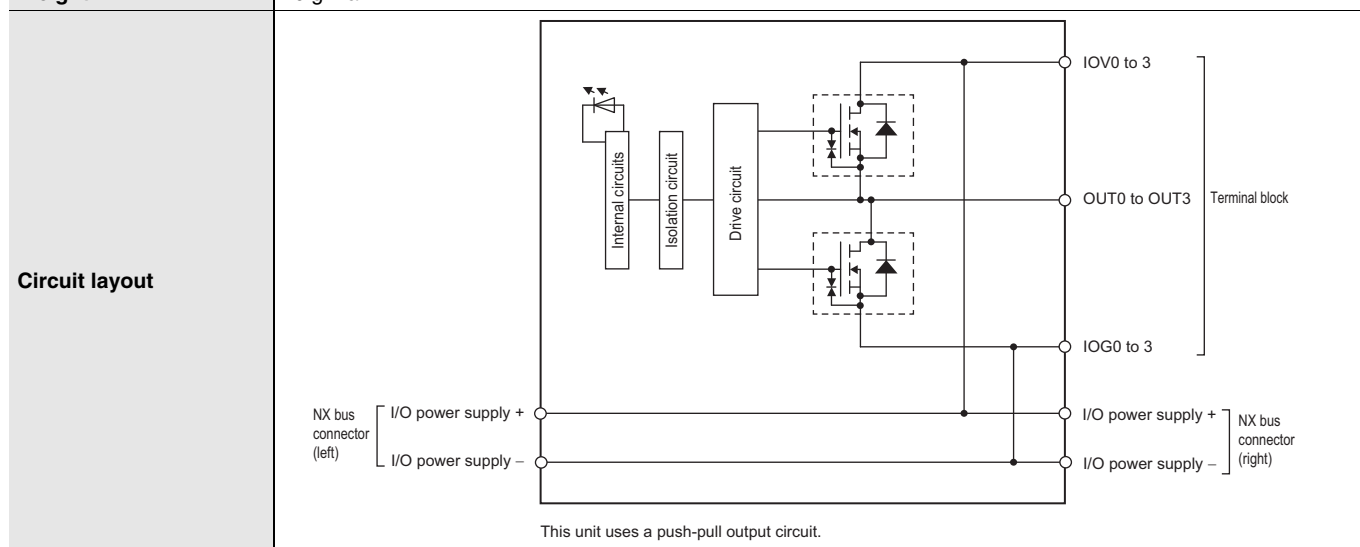 Circuit layout
Internal circuits
Isolation circuit
Drive circuit
IOV0 to 3
OUT0 to OUT3
Terminal block
IOG0 to 3
NX bus
connector
(left)
I/O power supply +
I/O power supply –
I/O power supply +
I/O power supply –
NX bus
connector
(right)
This unit uses a push-pull output circuit.